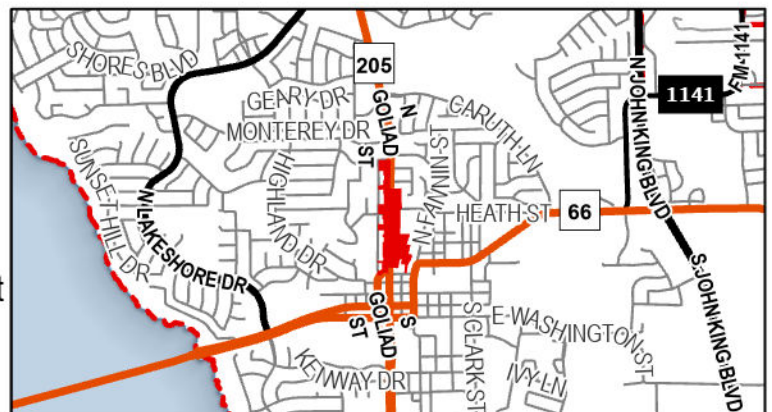 SHORES BLVD
205
GEARY DR
MONTEREY DR
N GOLIAD ST
CARUTH LN
N JOHN KING BLVD
1141
FM-1141
SUNSET HILL DR
HIGHLAND DR
N LAKESHORE DR
N FANNIN ST
HEATH ST
66
S GOLIAD ST
S CLARK ST
E WASHINGTON ST
S JOHN KING BLVD
KENWAY DR
IVY LN
t